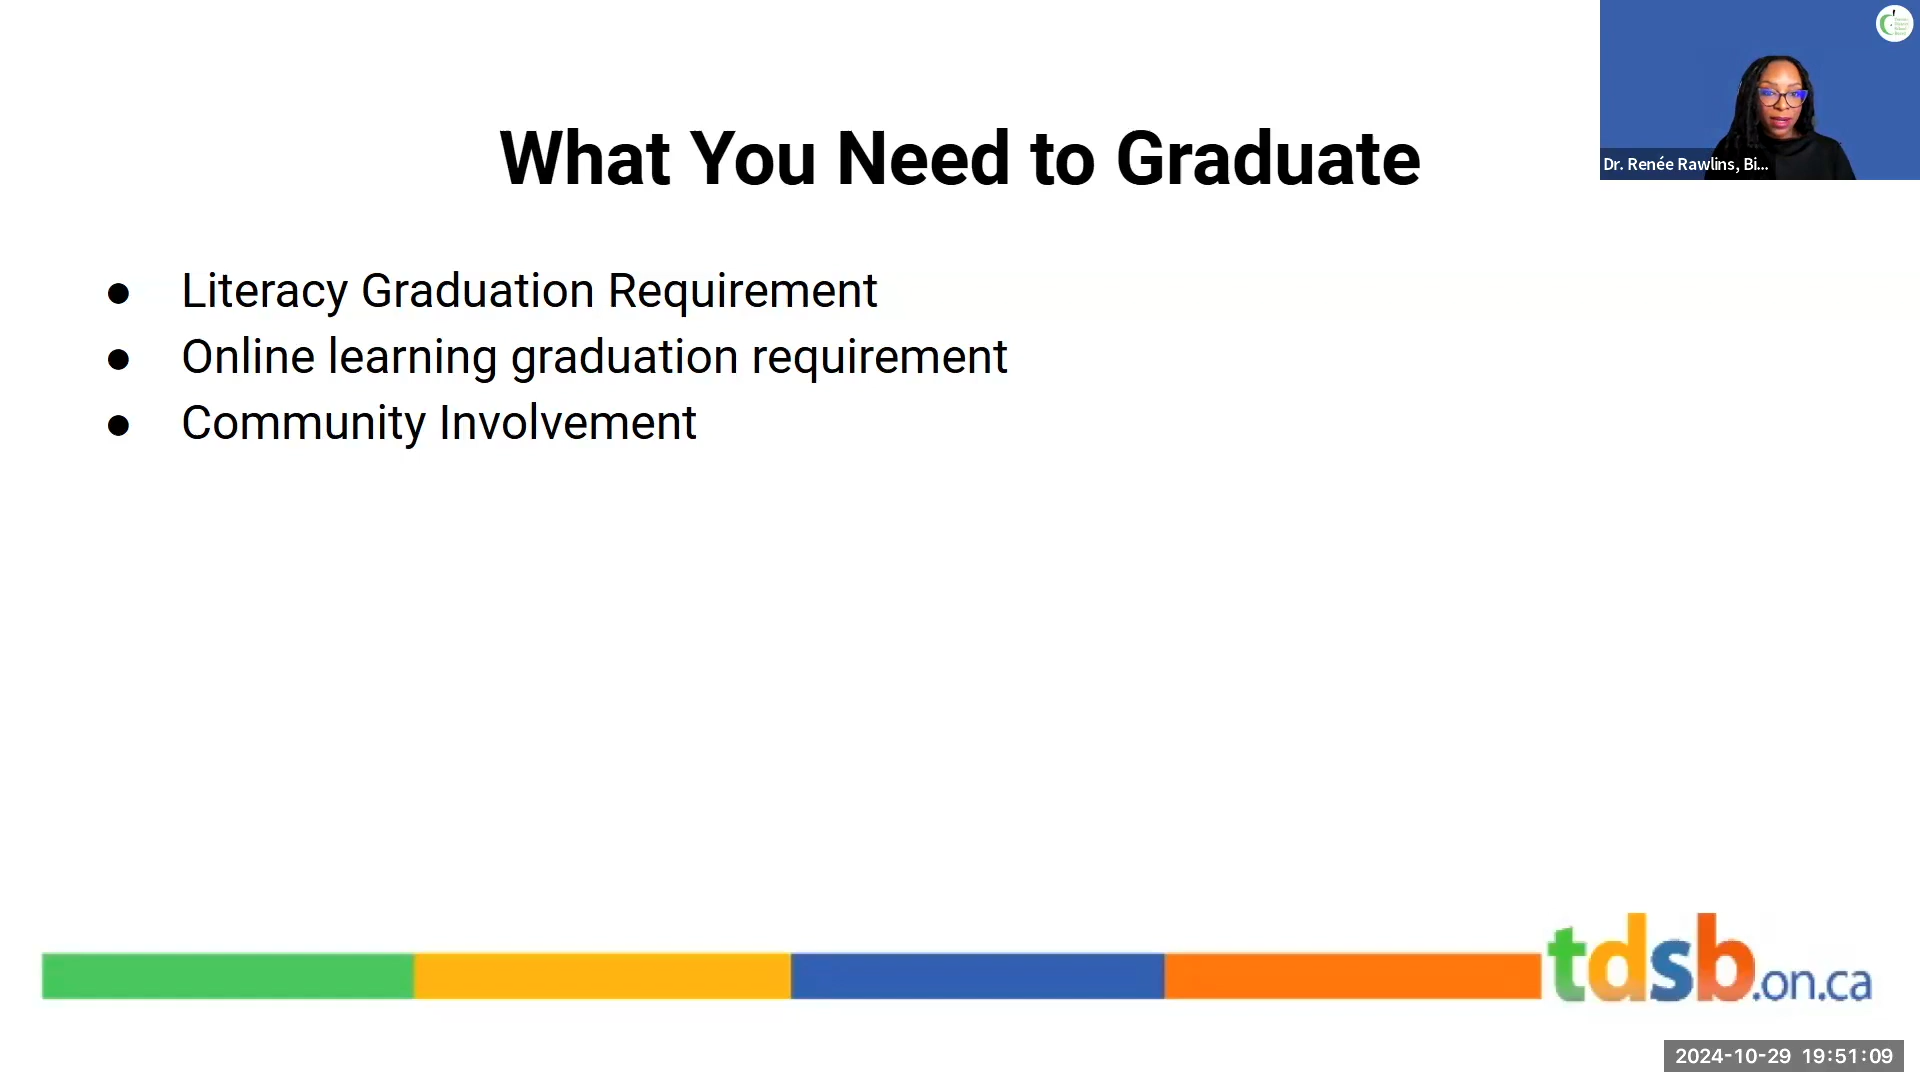 What You Need to Graduate
Dr. Renée Rawlins, Bi...
● Literacy Graduation Requirement
● Online learning graduation requirement
● Community Involvement
tdsb.on.ca
2024-10-29 19:51:09